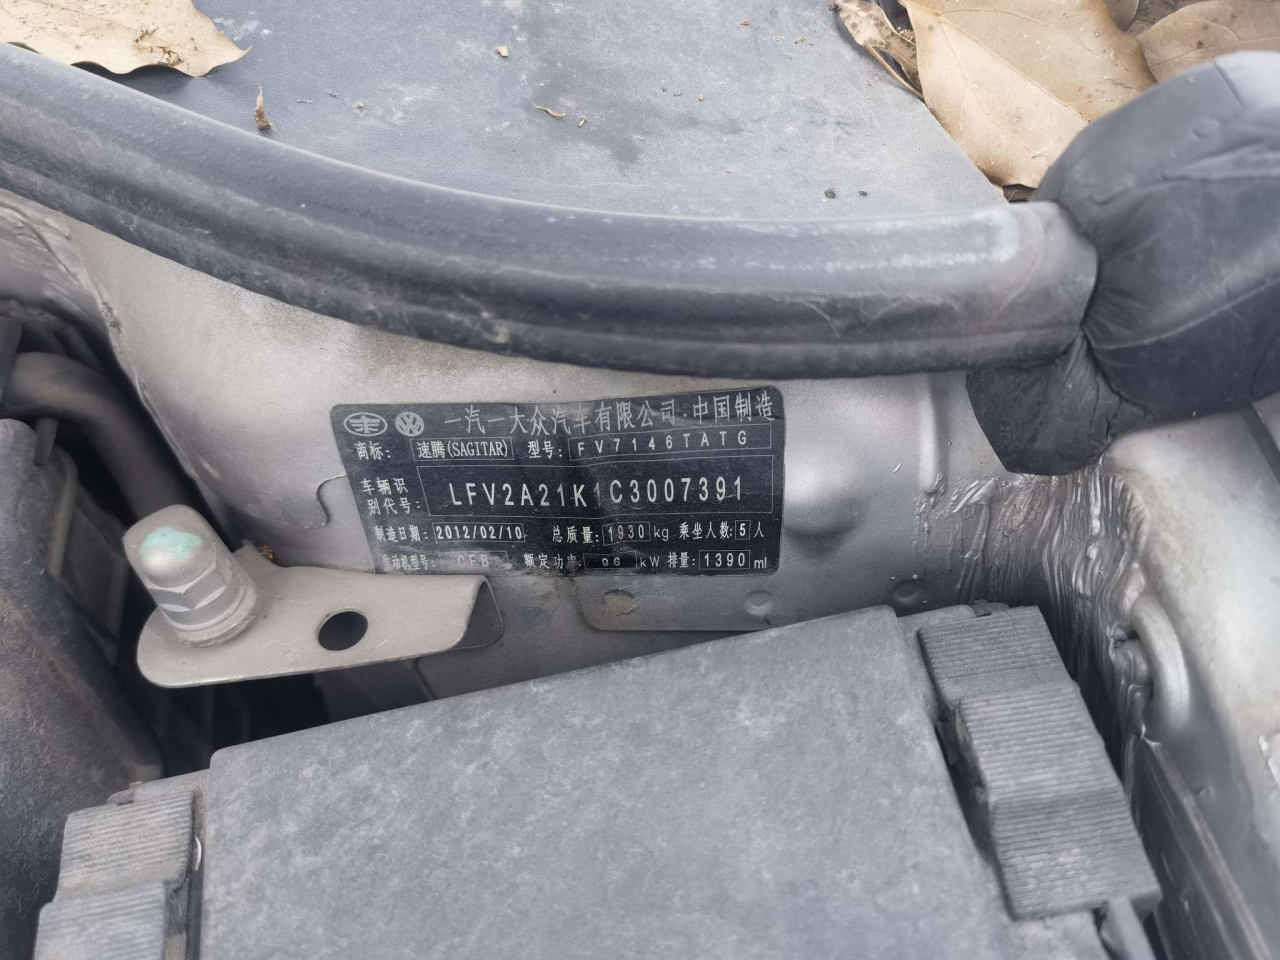 一汽一大众汽车有限公司 中国制造
商标: 速腾(SAGITAR) 型号: FV7146TATG
车辆识别代号: LFV2A21K1C3007391
制造日期: 2012/02/10 总质量: 1930 kg 乘坐人数: 5 人
发动机型号: CFB 额定功率: 96 kW 排量: 1390 ml